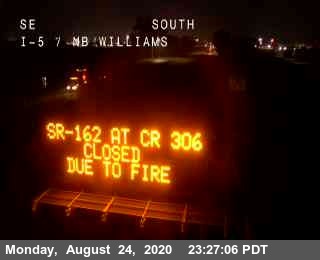 SE SOUTH
I-5 7 NB WILLIAMS
SR-162 AT CR 306
CLOSED
DUE TO FIRE
Monday, August 24, 2020 23:27:06 PDT